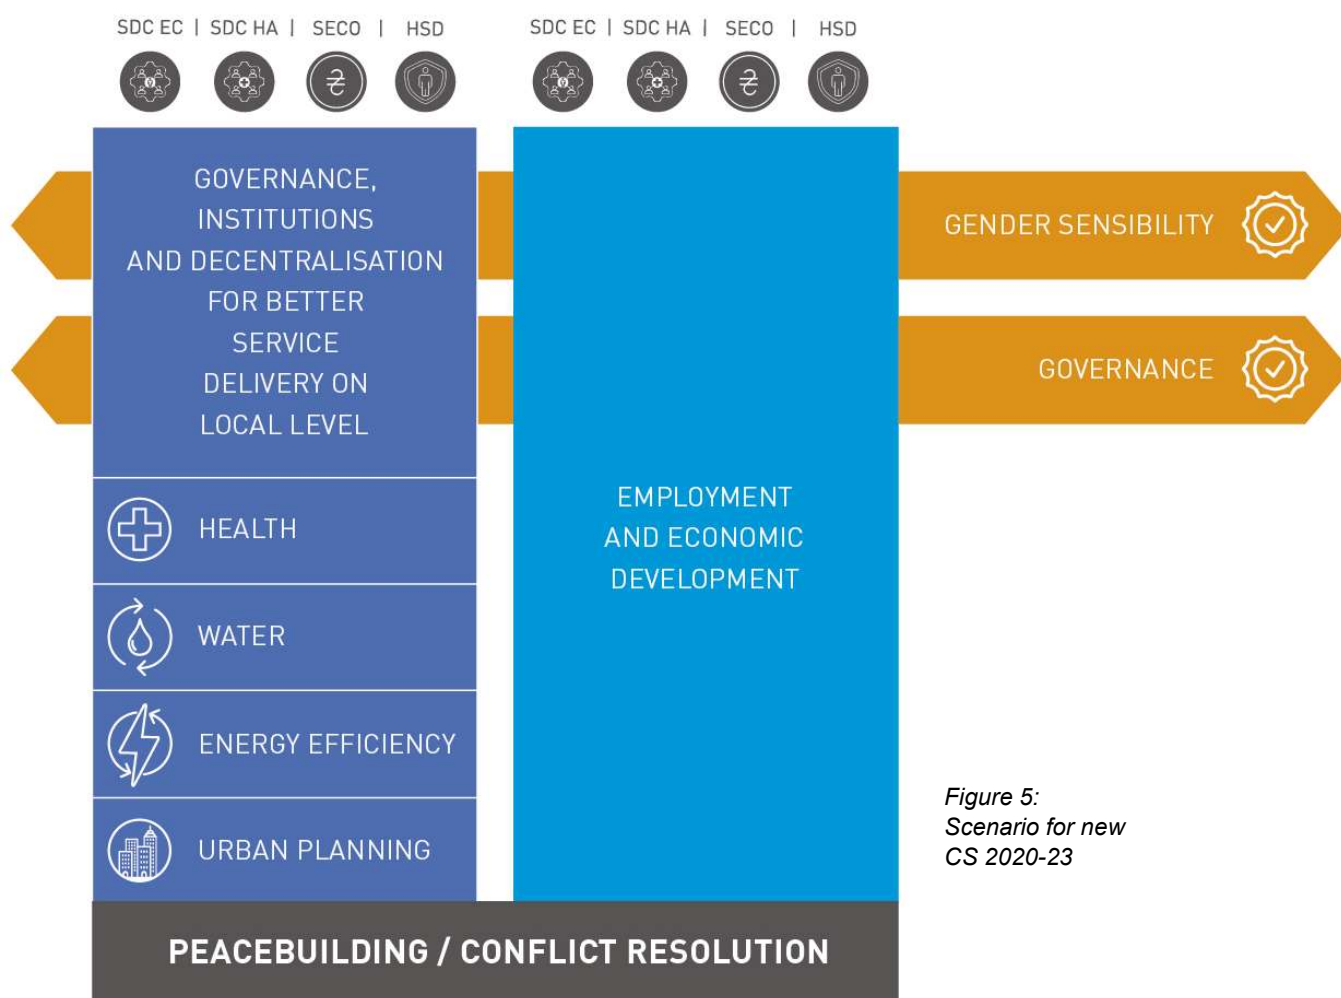 SDC EC | SDC HA | SECO | HSD
SDC EC | SDC HA | SECO | HSD
GOVERNANCE,
INSTITUTIONS
AND DECENTRALISATION
FOR BETTER
SERVICE
DELIVERY ON
LOCAL LEVEL
HEALTH
WATER
ENERGY EFFICIENCY
URBAN PLANNING
EMPLOYMENT
AND ECONOMIC
DEVELOPMENT
GENDER SENSIBILITY
GOVERNANCE
Figure 5:
Scenario for new
CS 2020-23
PEACEBUILDING / CONFLICT RESOLUTION